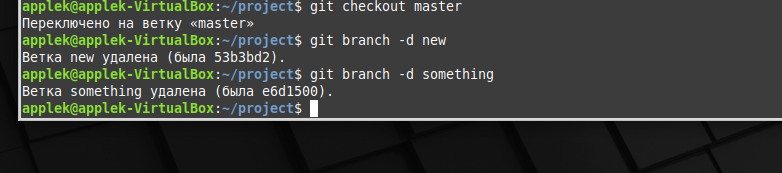 applek@applek-VirtualBox:~/project$ git checkout master
Переключено на ветку «master»
applek@applek-VirtualBox:~/project$ git branch -d new
Ветка new удалена (была 53b3bd2).
applek@applek-VirtualBox:~/project$ git branch -d something
Ветка something удалена (была e6d1500).
applek@applek-VirtualBox:~/project$